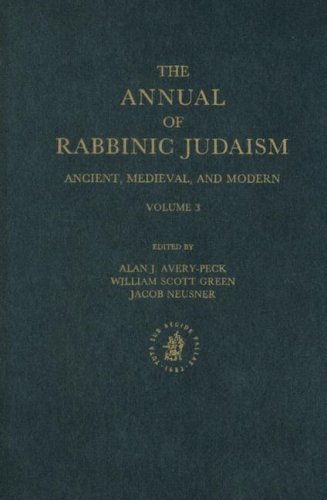 THE
ANNUAL
OF
RABBINIC JUDAISM
ANCIENT, MEDIEVAL, AND MODERN
VOLUME 3
EDITED BY
ALAN J. AVERY-PECK
WILLIAM SCOTT GREEN
JACOB NEUSNER
TUTA SUB AEGIDE PALLAS